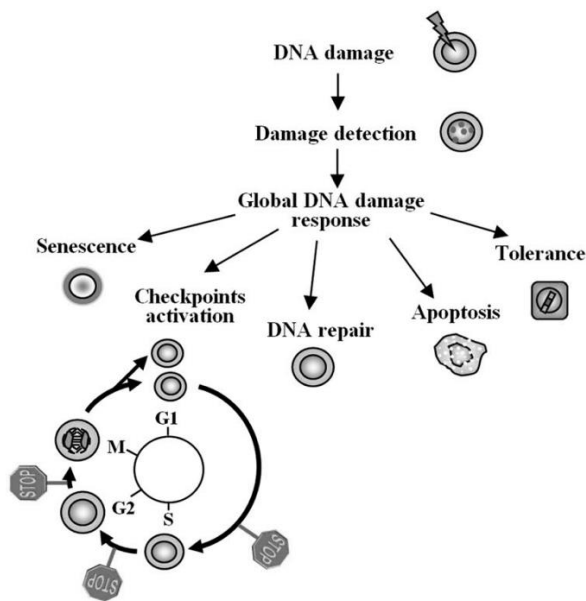 DNA damage
Damage detection
Global DNA damage
response
Senescence
Tolerance
Checkpoints
activation
DNA repair
Apoptosis
G1
M
G2
S
STOP
STOP
STOP